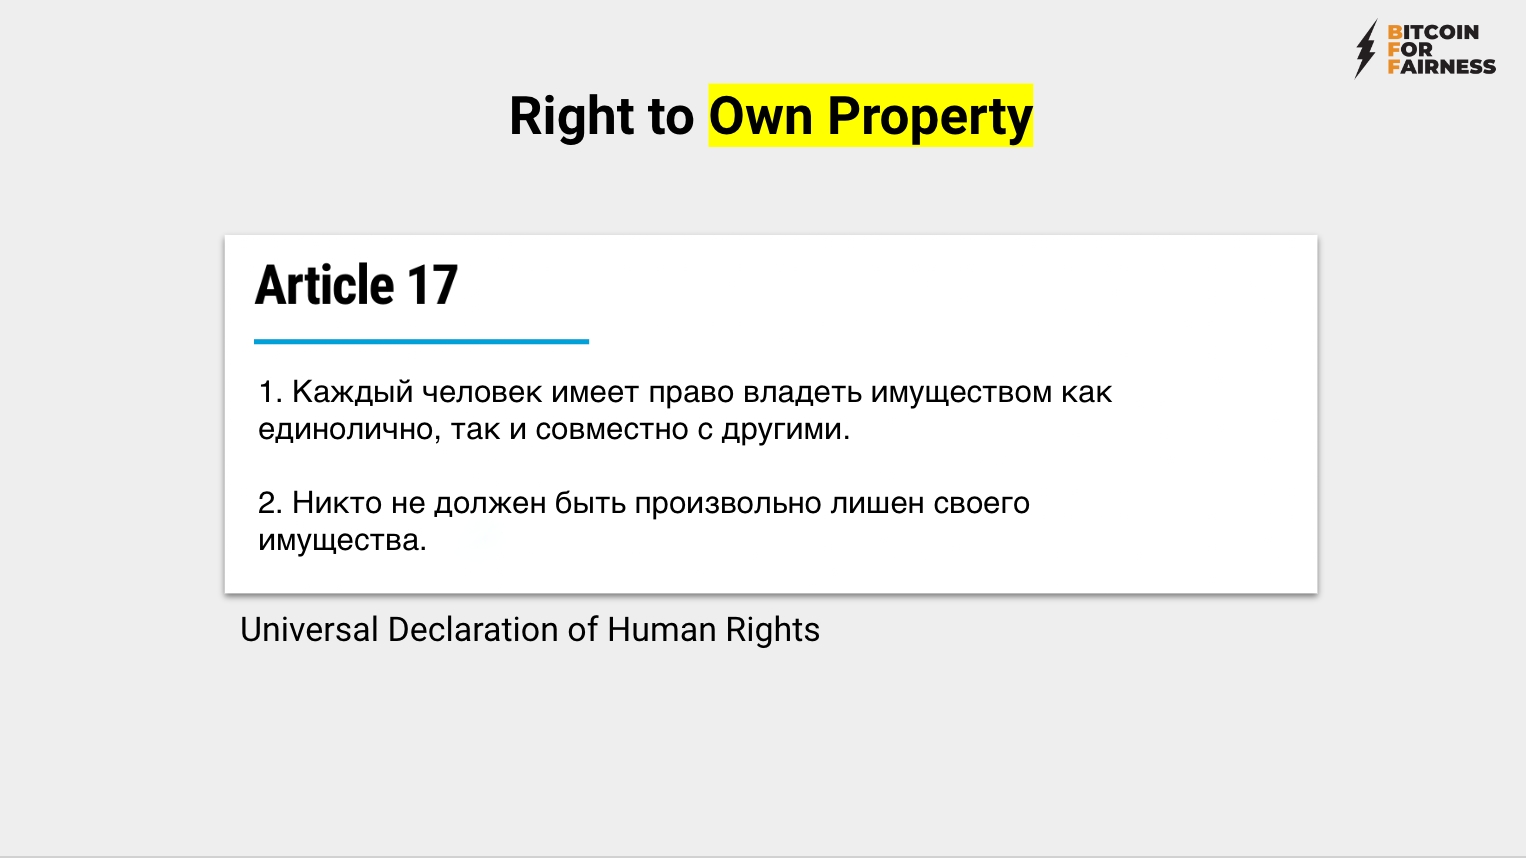 BITCOIN
FOR
FAIRNESS
Right to Own Property
Article 17
1. Каждый человек имеет право владеть имуществом как
единолично, так и совместно с другими.
2. Никто не должен быть произвольно лишен своего
имущества.
Universal Declaration of Human Rights